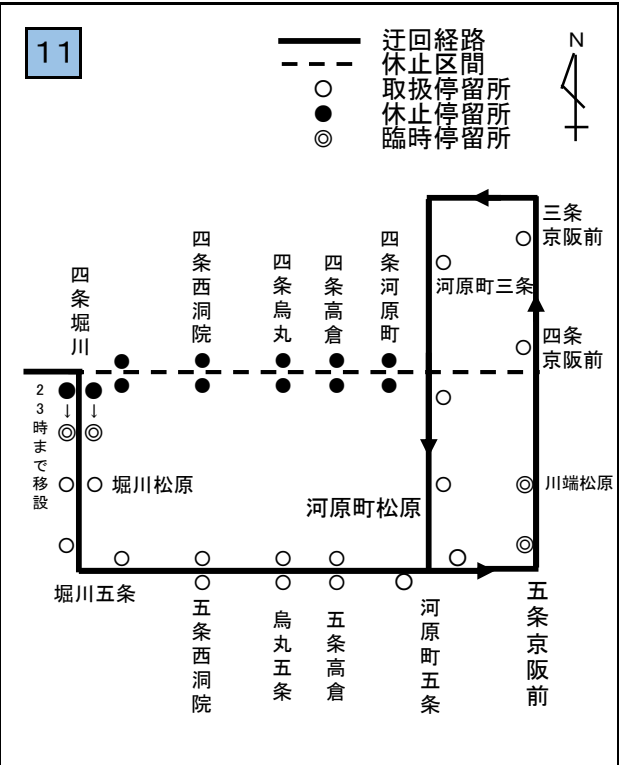 11
迂回経路
休止区間
取扱停留所
休止停留所
臨時停留所
N
三条
京阪前
河原町三条
四条河原町
四条高倉
四条烏丸
四条西洞院
四条堀川
四条
京阪前
23時まで移設
↓
↓
堀川松原
河原町松原
川端松原
堀川五条
五条西洞院
烏丸五条
五条高倉
河原町五条
五条京阪前